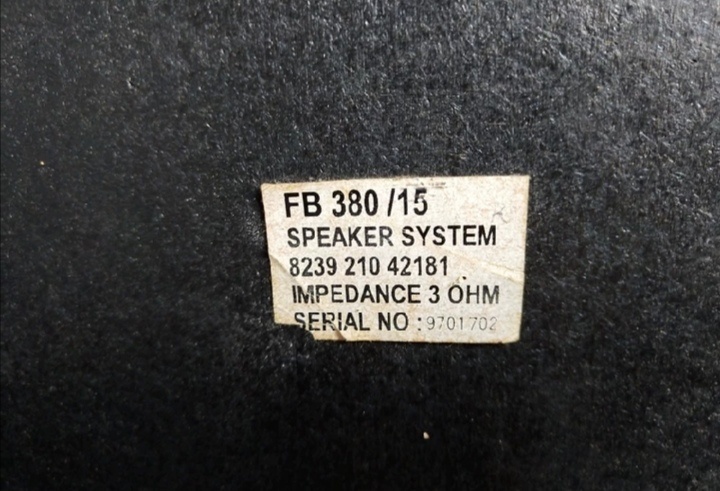 FB 380 /15
SPEAKER SYSTEM
8239 210 42181
IMPEDANCE 3 OHM
SERIAL NO : 9701702